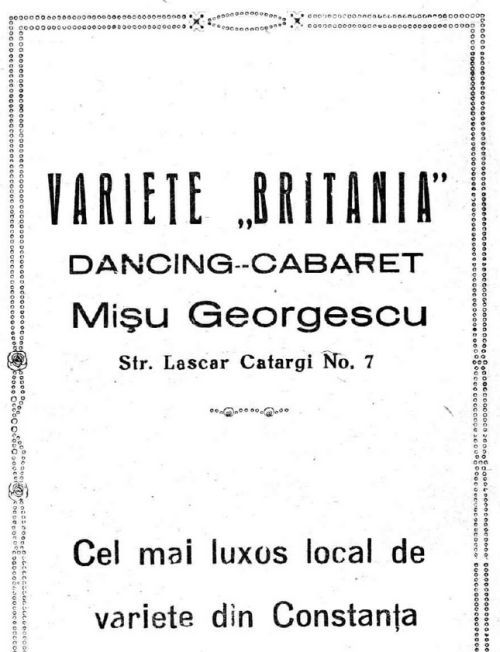 VARIETE „BRITANIA”
DANCING--CABARET
Mişu Georgescu
Str. Lascar Catargi No. 7
Cel mai luxos local de
variete din Constanţa